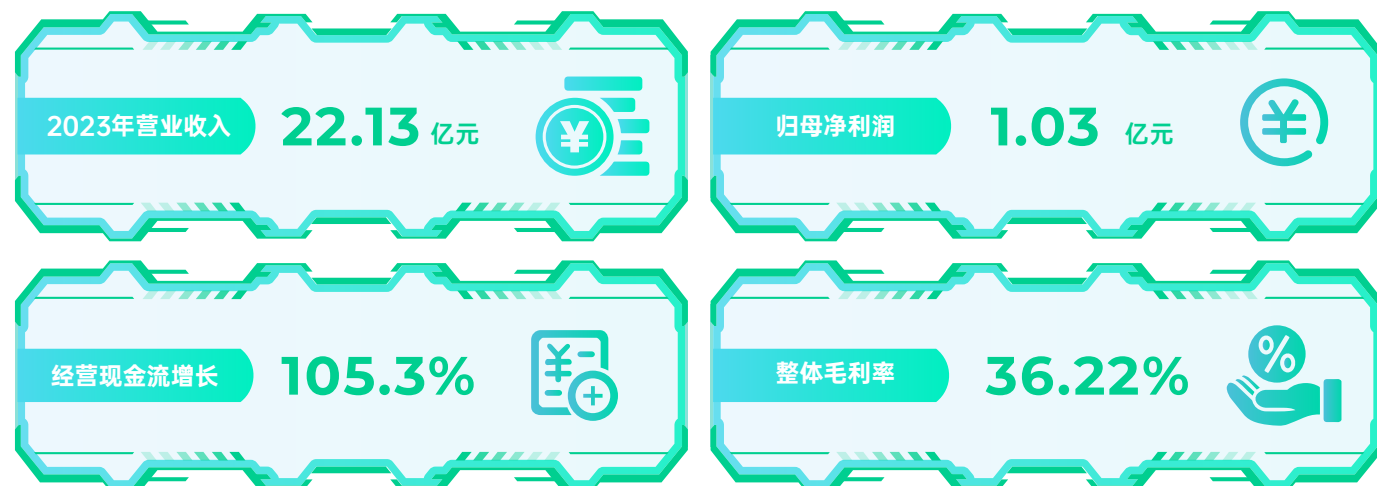 2023年营业收入 22.13 亿元
归母净利润 1.03 亿元
经营现金流增长 105.3%
整体毛利率 36.22%